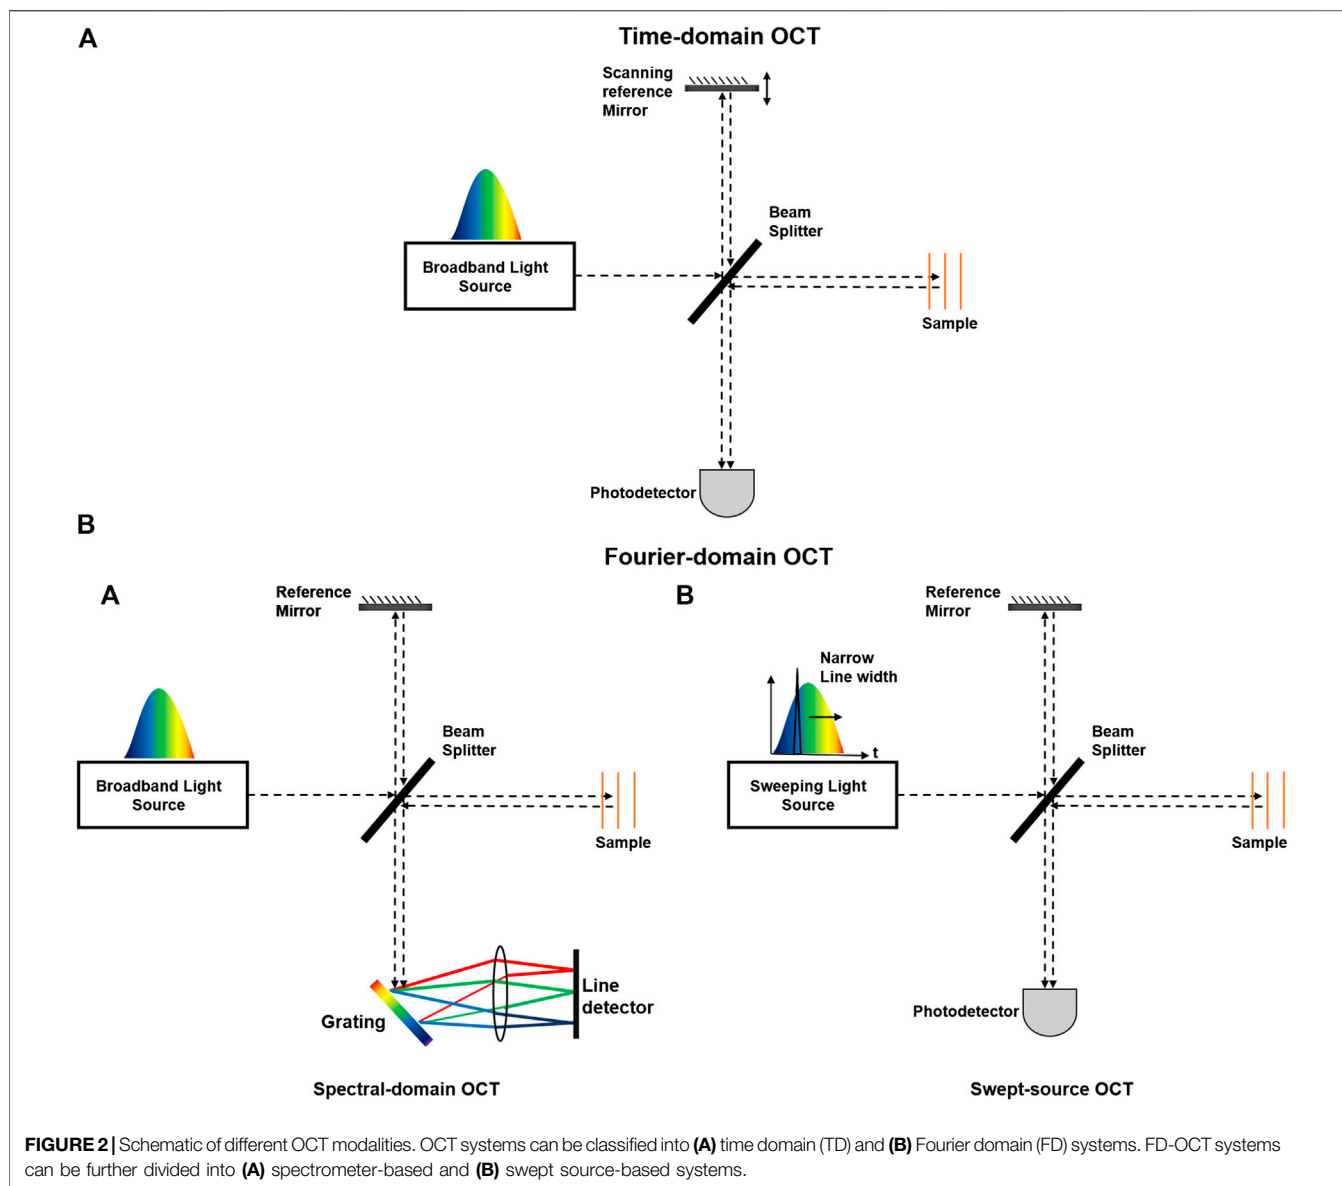 A
Time-domain OCT
Scanning
reference
Mirror
Beam
Splitter
Broadband Light
Source
Sample
Photodetector
B
Fourier-domain OCT
A
Reference
Mirror
Beam
Splitter
Broadband Light
Source
Sample
Grating
Line
detector
Spectral-domain OCT
B
Reference
Mirror
Narrow
Line width
t
Beam
Splitter
Sweeping Light
Source
Sample
Photodetector
Swept-source OCT
FIGURE 2 | Schematic of different OCT modalities. OCT systems can be classified into (A) time domain (TD) and (B) Fourier domain (FD) systems. FD-OCT systems
can be further divided into (A) spectrometer-based and (B) swept source-based systems.